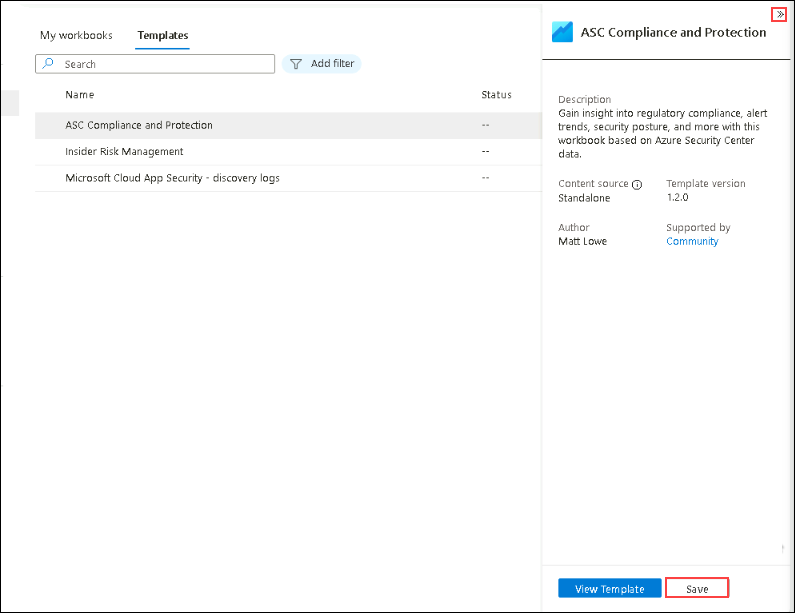 My workbooks Templates
Search Add filter
Name Status
ASC Compliance and Protection --
Insider Risk Management --
Microsoft Cloud App Security - discovery logs --
ASC Compliance and Protection
Description
Gain insight into regulatory compliance, alert
trends, security posture, and more with this
workbook based on Azure Security Center
data.
Content source Template version
Standalone 1.2.0
Author Supported by
Matt Lowe Community
View Template Save